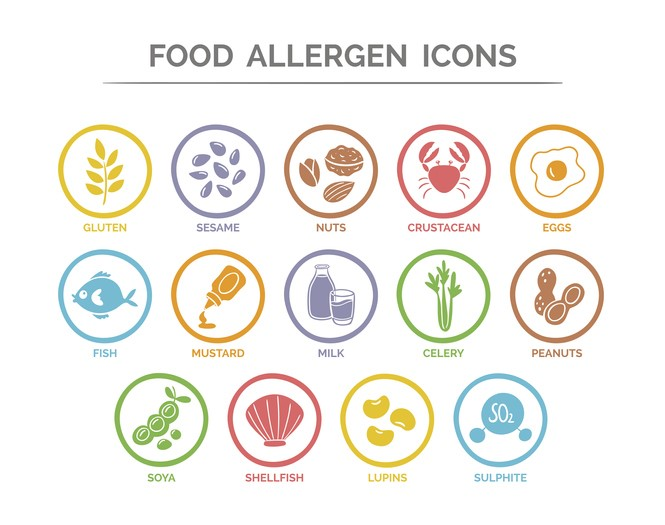 FOOD ALLERGEN ICONS
GLUTEN
SESAME
NUTS
CRUSTACEAN
EGGS
FISH
MUSTARD
MILK
CELERY
PEANUTS
SO₂
SOYA
SHELLFISH
LUPINS
SULPHITE